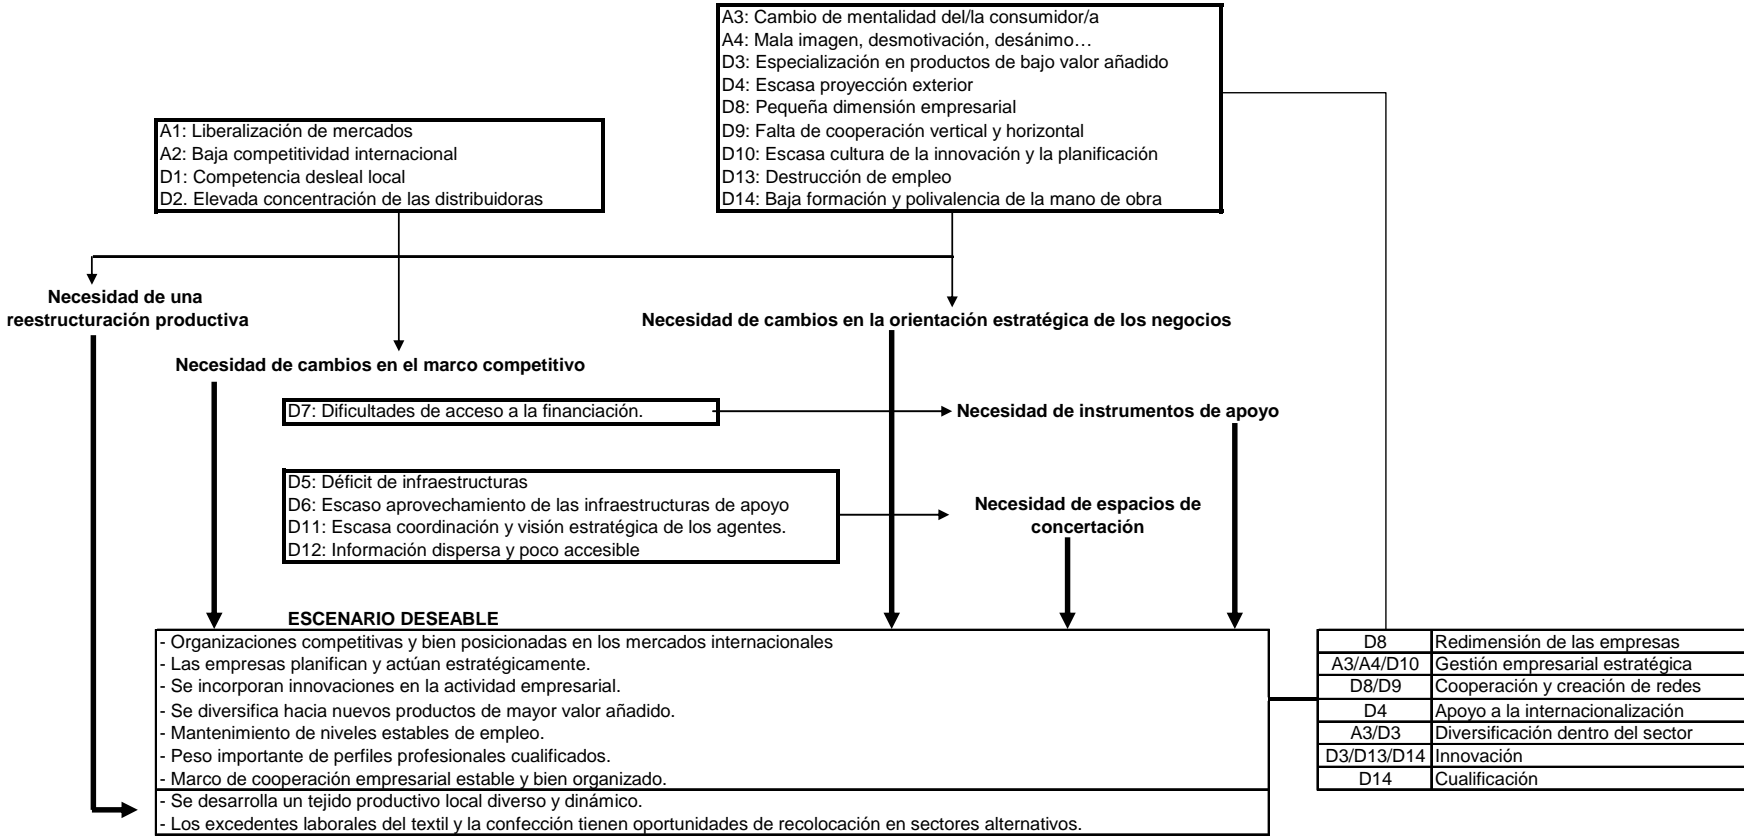 A3: Cambio de mentalidad del/la consumidor/a
A4: Mala imagen, desmotivación, desánimo…
D3: Especialización en productos de bajo valor añadido
D4: Escasa proyección exterior
D8: Pequeña dimensión empresarial
D9: Falta de cooperación vertical y horizontal
D10: Escasa cultura de la innovación y la planificación
D13: Destrucción de empleo
D14: Baja formación y polivalencia de la mano de obra
A1: Liberalización de mercados
A2: Baja competitividad internacional
D1: Competencia desleal local
D2. Elevada concentración de las distribuidoras
Necesidad de una
reestructuración productiva
Necesidad de cambios en la orientación estratégica de los negocios
Necesidad de cambios en el marco competitivo
D7: Dificultades de acceso a la financiación.
Necesidad de instrumentos de apoyo
D5: Déficit de infraestructuras
D6: Escaso aprovechamiento de las infraestructuras de apoyo
D11: Escasa coordinación y visión estratégica de los agentes.
D12: Información dispersa y poco accesible
Necesidad de espacios de
concertación
ESCENARIO DESEABLE
- Organizaciones competitivas y bien posicionadas en los mercados internacionales
- Las empresas planifican y actúan estratégicamente.
- Se incorporan innovaciones en la actividad empresarial.
- Se diversifica hacia nuevos productos de mayor valor añadido.
- Mantenimiento de niveles estables de empleo.
- Peso importante de perfiles profesionales cualificados.
- Marco de cooperación empresarial estable y bien organizado.
- Se desarrolla un tejido productivo local diverso y dinámico.
- Los excedentes laborales del textil y la confección tienen oportunidades de recolocación en sectores alternativos.
D8 Redimensión de las empresas
A3/A4/D10 Gestión empresarial estratégica
D8/D9 Cooperación y creación de redes
D4 Apoyo a la internacionalización
A3/D3 Diversificación dentro del sector
D3/D13/D14 Innovación
D14 Cualificación